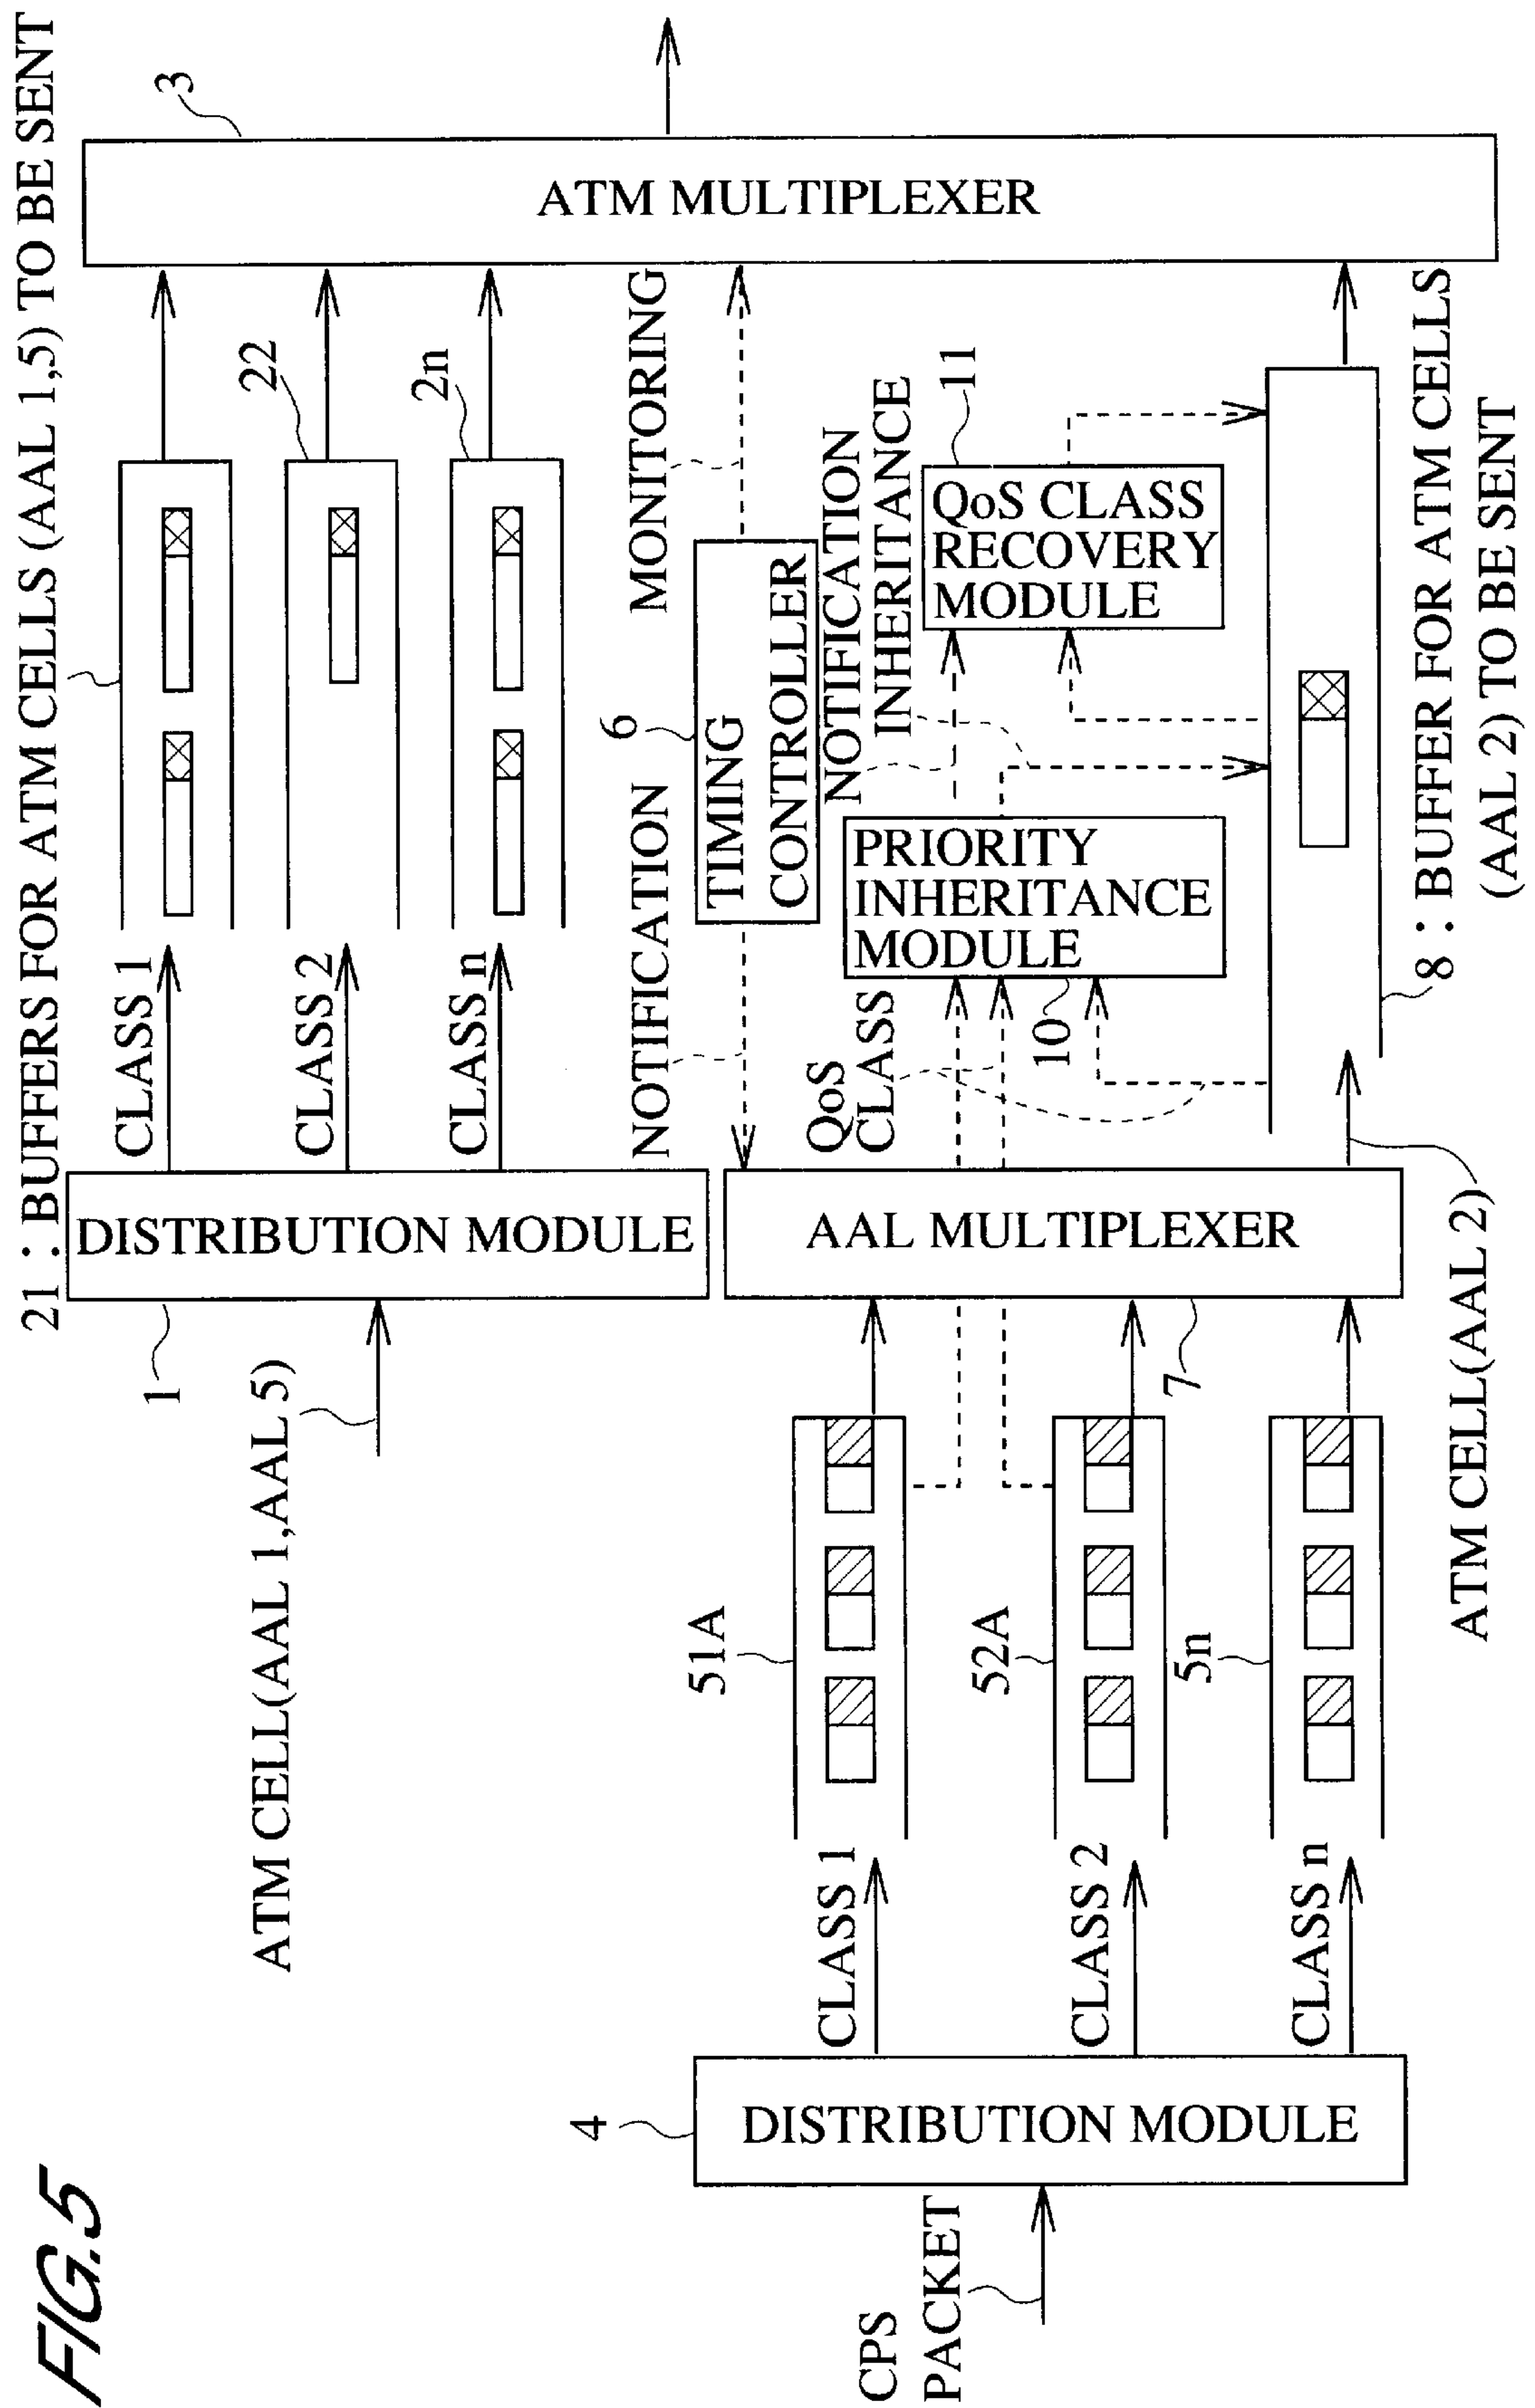 FIG.5
21 : BUFFERS FOR ATM CELLS (AAL 1,5) TO BE SENT
ATM CELL(AAL 1,AAL 5)
1
DISTRIBUTION MODULE
CLASS 1
CLASS 2
CLASS n
22
2n
3
ATM MULTIPLEXER
NOTIFICATION
6
TIMING
CONTROLLER
MONITORING
CPS
PACKET
4
DISTRIBUTION MODULE
CLASS 1
CLASS 2
CLASS n
51A
52A
5n
7
AAL MULTIPLEXER
QoS
CLASS
10
PRIORITY
INHERITANCE
MODULE
NOTIFICATION
INHERITANCE
11
QoS CLASS
RECOVERY
MODULE
ATM CELL(AAL 2)
8 : BUFFER FOR ATM CELLS
(AAL 2) TO BE SENT